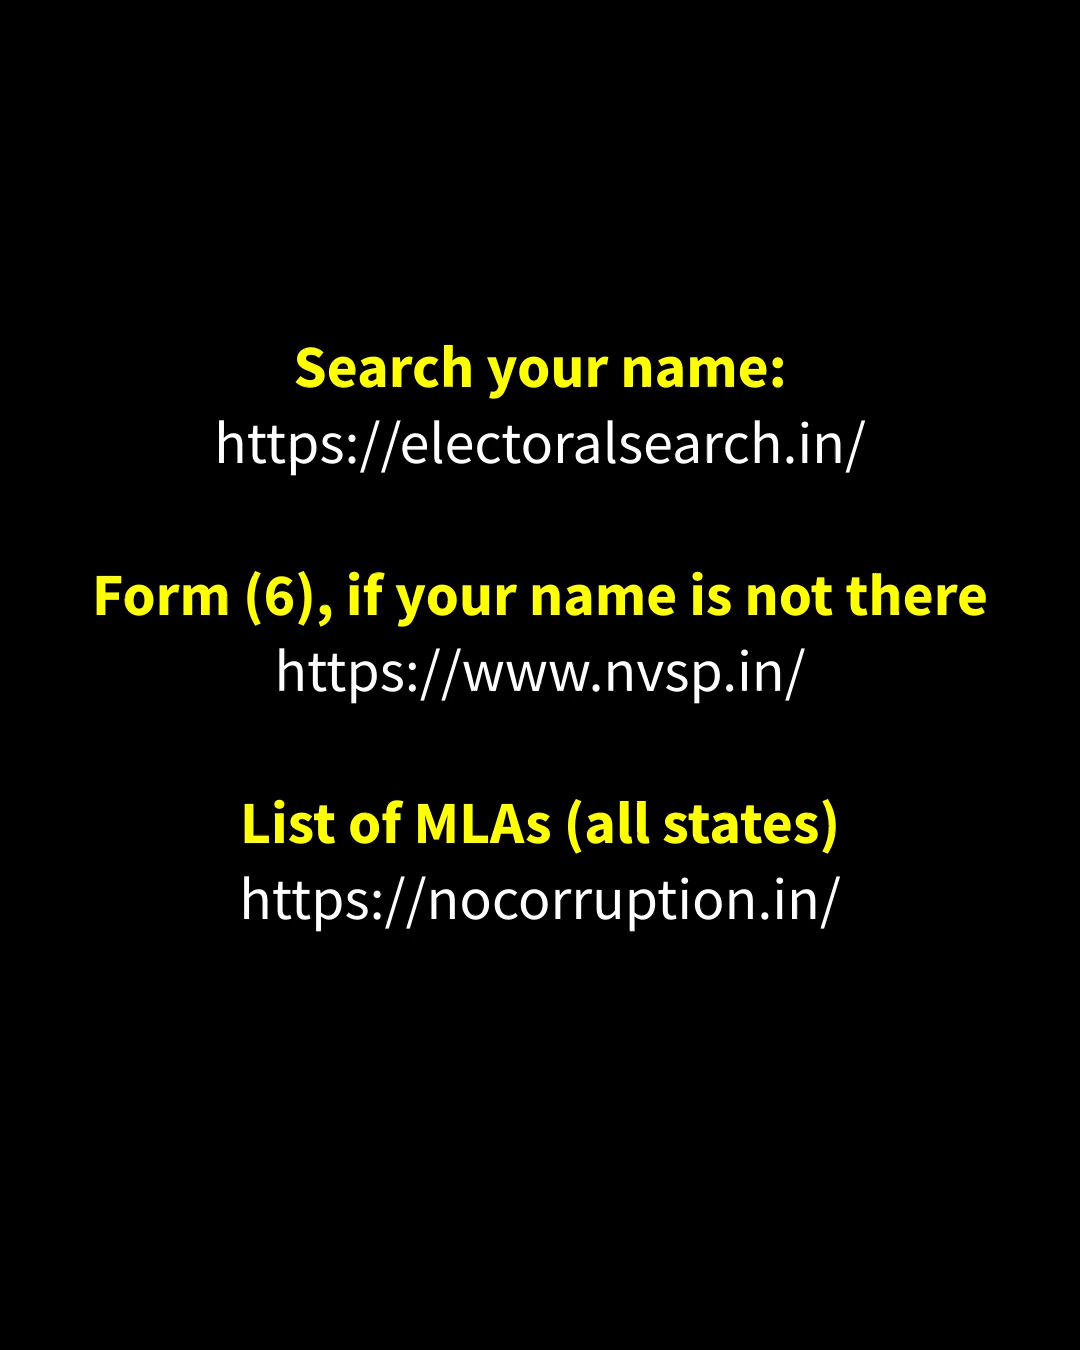 Search your name:
https://electoralsearch.in/
Form (6), if your name is not there
https://www.nvsp.in/
List of MLAs (all states)
https://nocorruption.in/